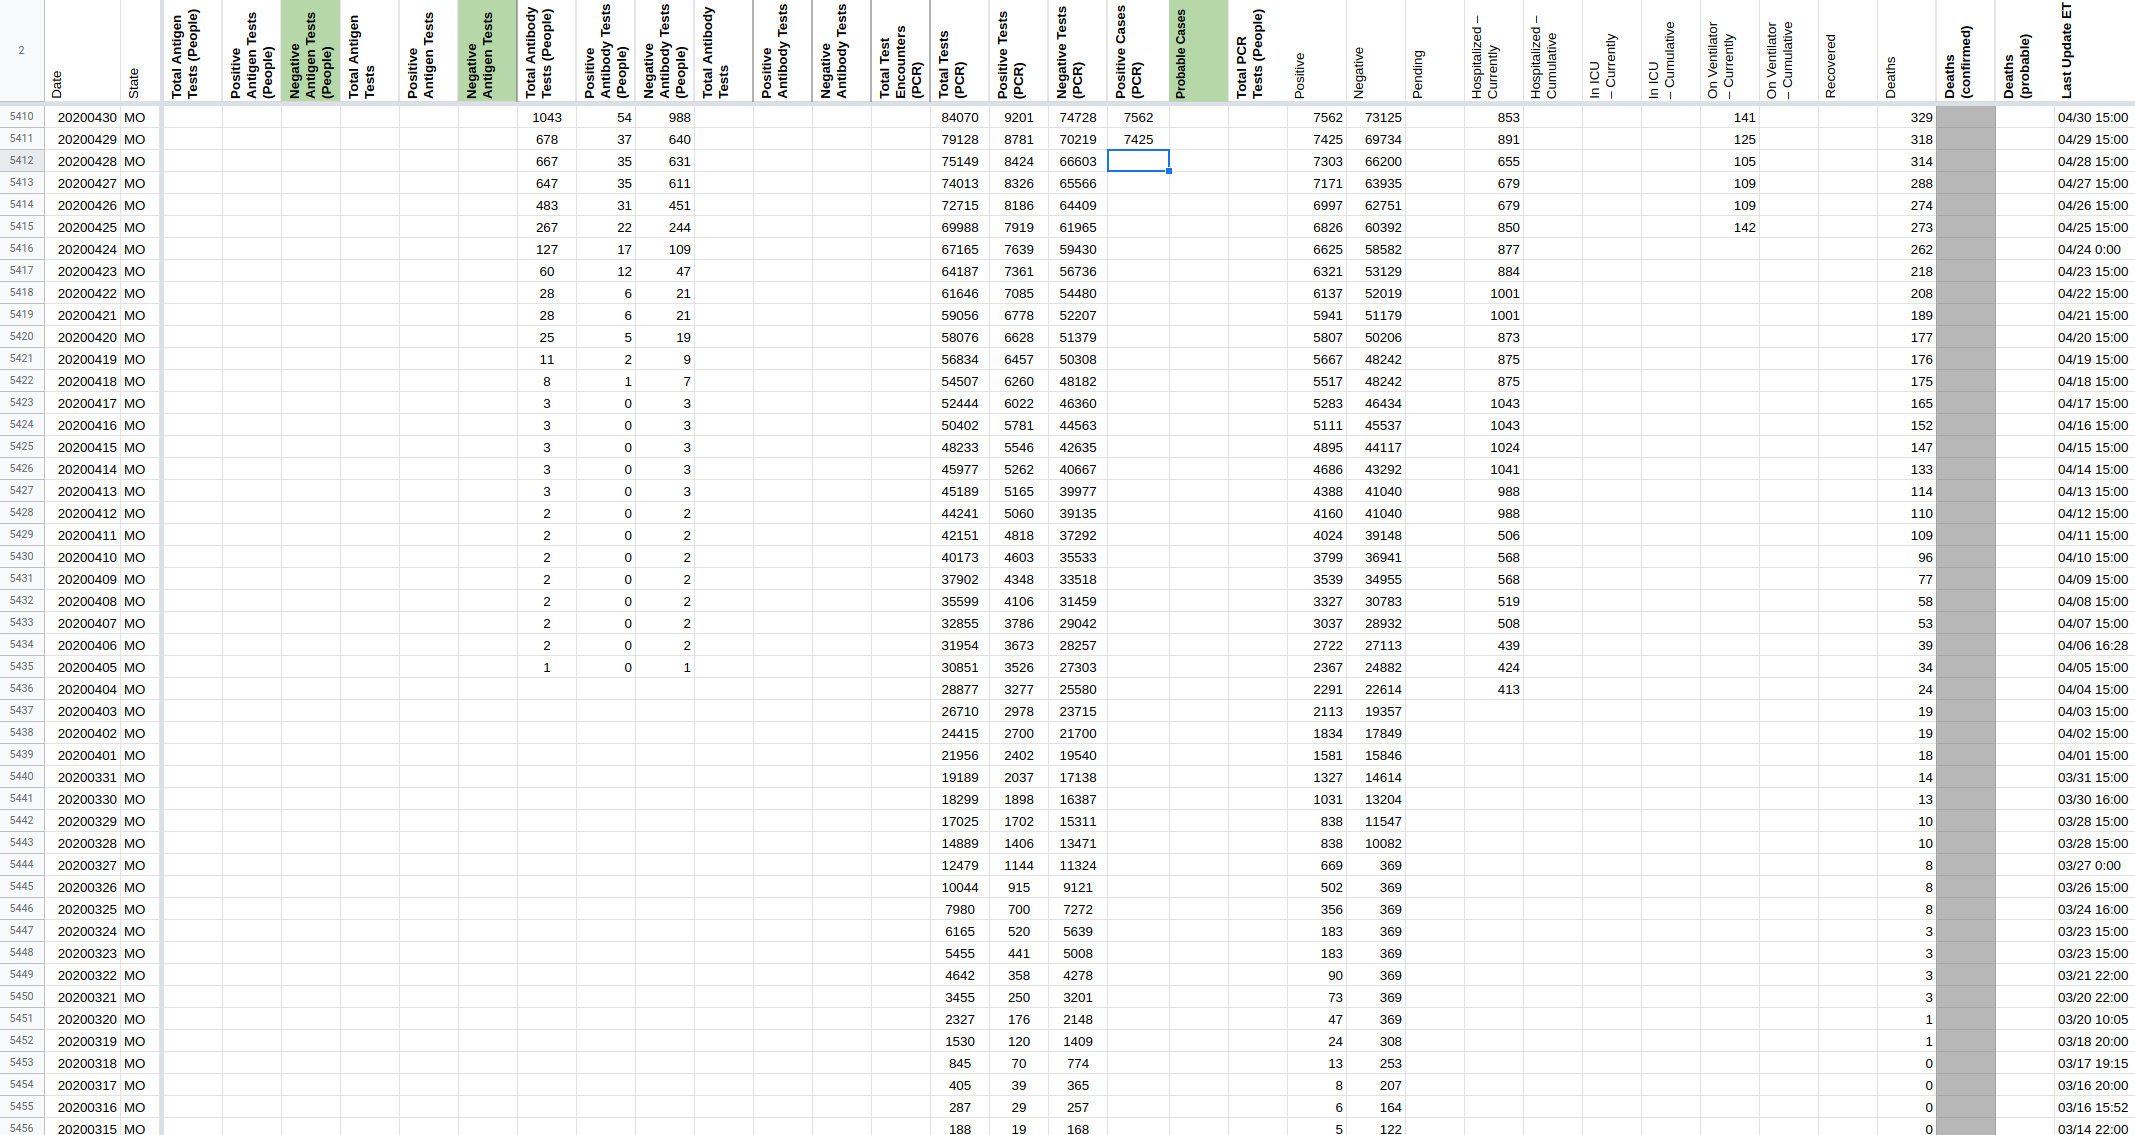 2 Date State Total Antigen Tests (People) Positive Antigen Tests (People) Negative Antigen Tests (People) Total Antigen Tests Positive Antigen Tests Negative Antigen Tests Total Antibody Tests (People) Positive Antibody Tests (People) Negative Antibody Tests (People) Total Antibody Tests Positive Antibody Tests Negative Antibody Tests Total Test Encounters (PCR) Total Tests (PCR) Positive Tests (PCR) Negative Tests (PCR) Positive Cases (PCR) Probable Cases Total PCR Tests (People) Positive Negative Pending Hospitalized – Currently Hospitalized – Cumulative In ICU – Currently In ICU – Cumulative On Ventilator – Currently On Ventilator – Cumulative Recovered Deaths Deaths (confirmed) Deaths (probable) Last Update ET
5410 20200430 MO 1043 54 988 84070 9201 74728 7562 7562 73125 853 141 329 04/30 15:00
5411 20200429 MO 678 37 640 79128 8781 70219 7425 7425 69734 891 125 318 04/29 15:00
5412 20200428 MO 667 35 631 75149 8424 66603 7303 66200 655 105 314 04/28 15:00
5413 20200427 MO 647 35 611 74013 8326 65566 7171 63935 679 109 288 04/27 15:00
5414 20200426 MO 483 31 451 72715 8186 64409 6997 62751 679 109 274 04/26 15:00
5415 20200425 MO 267 22 244 69988 7919 61965 6826 60392 850 142 273 04/25 15:00
5416 20200424 MO 127 17 109 67165 7639 59430 6625 58582 877 262 04/24 0:00
5417 20200423 MO 60 12 47 64187 7361 56736 6321 53129 884 218 04/23 15:00
5418 20200422 MO 28 6 21 61646 7085 54480 6137 52019 1001 208 04/22 15:00
5419 20200421 MO 28 6 21 59056 6778 52207 5941 51179 1001 189 04/21 15:00
5420 20200420 MO 25 5 19 58076 6628 51379 5807 50206 873 177 04/20 15:00
5421 20200419 MO 11 2 9 56834 6457 50308 5667 48242 875 176 04/19 15:00
5422 20200418 MO 8 1 7 54507 6260 48182 5517 48242 875 175 04/18 15:00
5423 20200417 MO 3 0 3 52444 6022 46360 5283 46434 1043 165 04/17 15:00
5424 20200416 MO 3 0 3 50402 5781 44563 5111 45537 1043 152 04/16 15:00
5425 20200415 MO 3 0 3 48233 5546 42635 4895 44117 1024 147 04/15 15:00
5426 20200414 MO 3 0 3 45977 5262 40667 4686 43292 1041 133 04/14 15:00
5427 20200413 MO 3 0 3 45189 5165 39977 4388 41040 988 114 04/13 15:00
5428 20200412 MO 2 0 2 44241 5060 39135 4160 41040 988 110 04/12 15:00
5429 20200411 MO 2 0 2 42151 4818 37292 4024 39148 506 109 04/11 15:00
5430 20200410 MO 2 0 2 40173 4603 35533 3799 36941 568 96 04/10 15:00
5431 20200409 MO 2 0 2 37902 4348 33518 3539 34955 568 77 04/09 15:00
5432 20200408 MO 2 0 2 35599 4106 31459 3327 30783 519 58 04/08 15:00
5433 20200407 MO 2 0 2 32855 3786 29042 3037 28932 508 53 04/07 15:00
5434 20200406 MO 2 0 2 31954 3673 28257 2722 27113 439 39 04/06 16:28
5435 20200405 MO 1 0 1 30851 3526 27303 2367 24882 424 34 04/05 15:00
5436 20200404 MO 28877 3277 25580 2291 22614 413 24 04/04 15:00
5437 20200403 MO 26710 2978 23715 2113 19357 19 04/03 15:00
5438 20200402 MO 24415 2700 21700 1834 17849 19 04/02 15:00
5439 20200401 MO 21956 2402 19540 1581 15846 18 04/01 15:00
5440 20200331 MO 19189 2037 17138 1327 14614 14 03/31 15:00
5441 20200330 MO 18299 1898 16387 1031 13204 13 03/30 16:00
5442 20200329 MO 17025 1702 15311 838 11547 10 03/28 15:00
5443 20200328 MO 14889 1406 13471 838 10082 10 03/28 15:00
5444 20200327 MO 12479 1144 11324 669 369 8 03/27 0:00
5445 20200326 MO 10044 915 9121 502 369 8 03/26 15:00
5446 20200325 MO 7980 700 7272 356 369 8 03/24 16:00
5447 20200324 MO 6165 520 5639 183 369 3 03/23 15:00
5448 20200323 MO 5455 441 5008 183 369 3 03/23 15:00
5449 20200322 MO 4642 358 4278 90 369 3 03/21 22:00
5450 20200321 MO 3455 250 3201 73 369 3 03/20 22:00
5451 20200320 MO 2327 176 2148 47 369 1 03/20 10:05
5452 20200319 MO 1530 120 1409 24 308 1 03/18 20:00
5453 20200318 MO 845 70 774 13 253 0 03/17 19:15
5454 20200317 MO 405 39 365 8 207 0 03/16 20:00
5455 20200316 MO 287 29 257 6 164 0 03/16 15:52
5456 20200315 MO 188 19 168 5 122 0 03/14 22:00